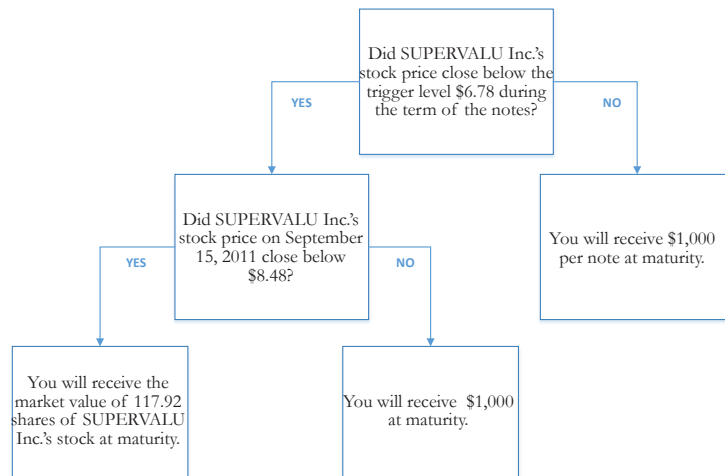 Did SUPERVALU Inc.'s
stock price close below the
trigger level $6.78 during
the term of the notes?
YES
NO
Did SUPERVALU Inc.'s
stock price on September
15, 2011 close below
$8.48?
You will receive $1,000
per note at maturity.
YES
NO
You will receive the
market value of 117.92
shares of SUPERVALU
Inc.'s stock at maturity.
You will receive $1,000
at maturity.